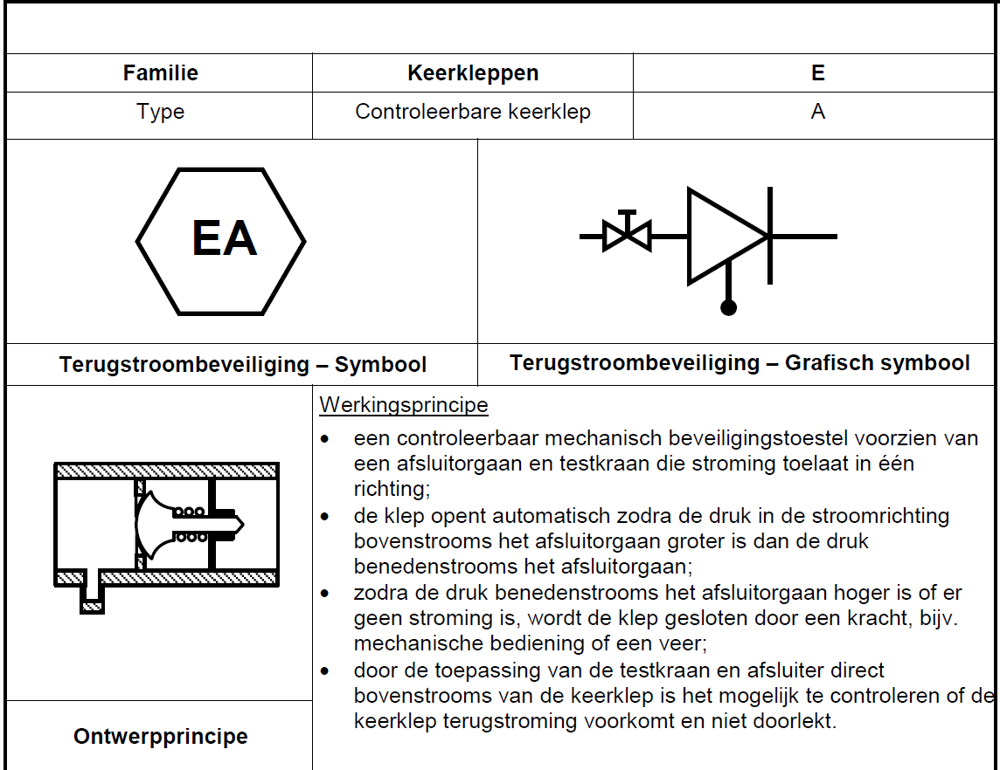 Familie Keerkleppen E
Type Controleerbare keerklep A
EA
Terugstroombeveiliging – Symbool
Terugstroombeveiliging – Grafisch symbool
Werkingsprincipe
• een controleerbaar mechanisch beveiligingstoestel voorzien van
een afsluitorgaan en testkraan die stroming toelaat in één
richting;
• de klep opent automatisch zodra de druk in de stroomrichting
bovenstrooms het afsluitorgaan groter is dan de druk
benedenstrooms het afsluitorgaan;
• zodra de druk benedenstrooms het afsluitorgaan hoger is of er
geen stroming is, wordt de klep gesloten door een kracht, bijv.
mechanische bediening of een veer;
• door de toepassing van de testkraan en afsluiter direct
bovenstrooms van de keerklep is het mogelijk te controleren of de
keerklep terugstroming voorkomt en niet doorlekt.
Ontwerpprincipe